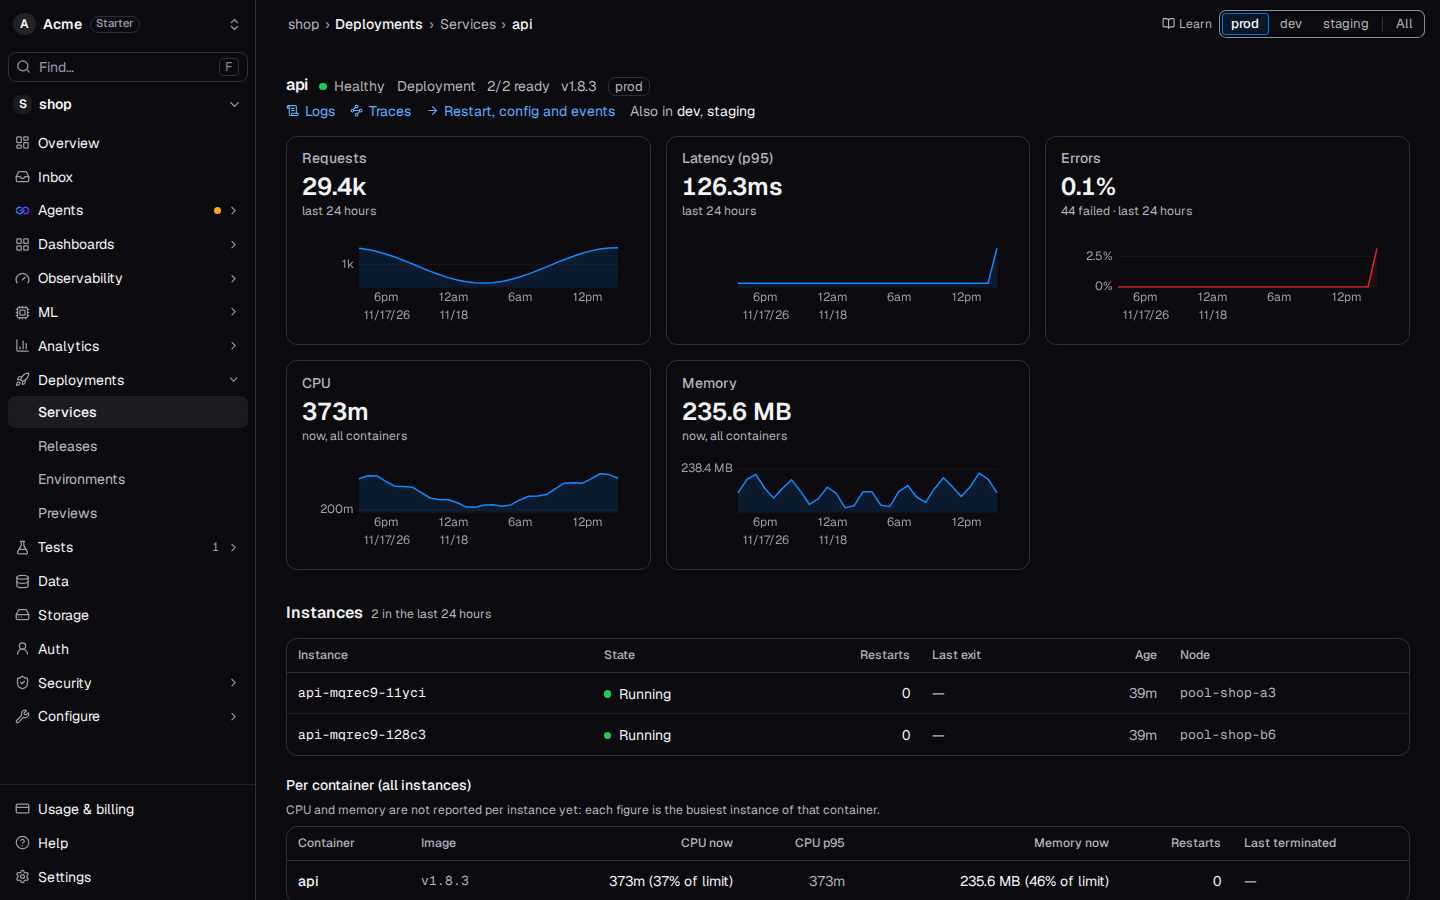 A Acme Starter
Find... F
S shop
Overview
Inbox
Agents
Dashboards
Observability
ML
Analytics
Deployments
Services
Releases
Environments
Previews
Tests 1
Data
Storage
Auth
Security
Configure
Usage & billing
Help
Settings
shop › Deployments › Services › api
Learn prod dev staging All
api Healthy Deployment 2/2 ready v1.8.3 prod
Logs Traces Restart, config and events Also in dev, staging
Requests
29.4k
last 24 hours
1k
6pm 12am 6am 12pm
11/17/26 11/18
Latency (p95)
126.3ms
last 24 hours
6pm 12am 6am 12pm
11/17/26 11/18
Errors
0.1%
44 failed · last 24 hours
2.5%
0%
6pm 12am 6am 12pm
11/17/26 11/18
CPU
373m
now, all containers
200m
6pm 12am 6am 12pm
11/17/26 11/18
Memory
235.6 MB
now, all containers
238.4 MB
6pm 12am 6am 12pm
11/17/26 11/18
Instances 2 in the last 24 hours
Instance State Restarts Last exit Age Node
api-mqrec9-11yci Running 0 — 39m pool-shop-a3
api-mqrec9-128c3 Running 0 — 39m pool-shop-b6
Per container (all instances)
CPU and memory are not reported per instance yet: each figure is the busiest instance of that container.
Container Image CPU now CPU p95 Memory now Restarts Last terminated
api v1.8.3 373m (37% of limit) 373m 235.6 MB (46% of limit) 0 —